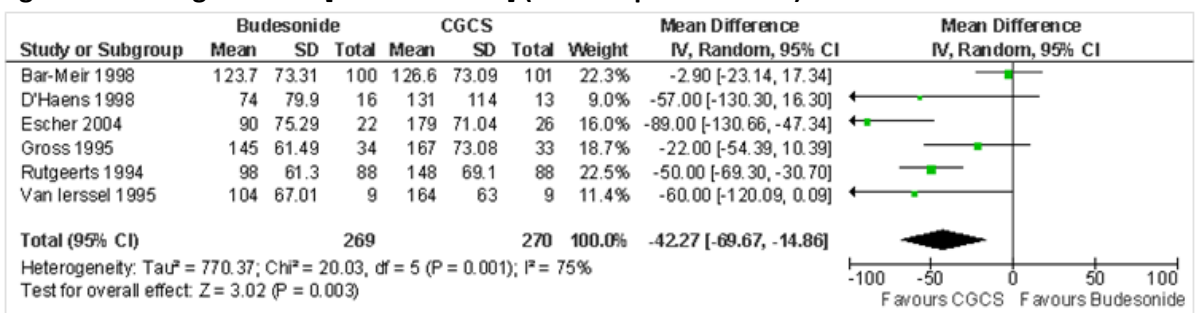 Budesonide CGCS Mean Difference Mean Difference
Study or Subgroup Mean SD Total Mean SD Total Weight IV, Random, 95% CI IV, Random, 95% CI
Bar-Meir 1998 123.7 73.31 100 126.6 73.09 101 22.3% -2.90 [-23.14, 17.34]
D'Haens 1998 74 79.9 16 131 114 13 9.0% -57.00 [-130.30, 16.30]
Escher 2004 90 75.29 22 179 71.04 26 16.0% -89.00 [-130.66, -47.34]
Gross 1995 145 61.49 34 167 73.08 33 18.7% -22.00 [-54.39, 10.39]
Rutgeerts 1994 98 61.3 88 148 69.1 88 22.5% -50.00 [-69.30, -30.70]
Van Ierssel 1995 104 67.01 9 164 63 9 11.4% -60.00 [-120.09, 0.09]
Total (95% CI) 269 270 100.0% -42.27 [-69.67, -14.86]
Heterogeneity: Tau² = 770.37; Chi² = 20.03, df = 5 (P = 0.001); I² = 75%
Test for overall effect: Z = 3.02 (P = 0.003)
-100 -50 0 50 100
Favours CGCS Favours Budesonide